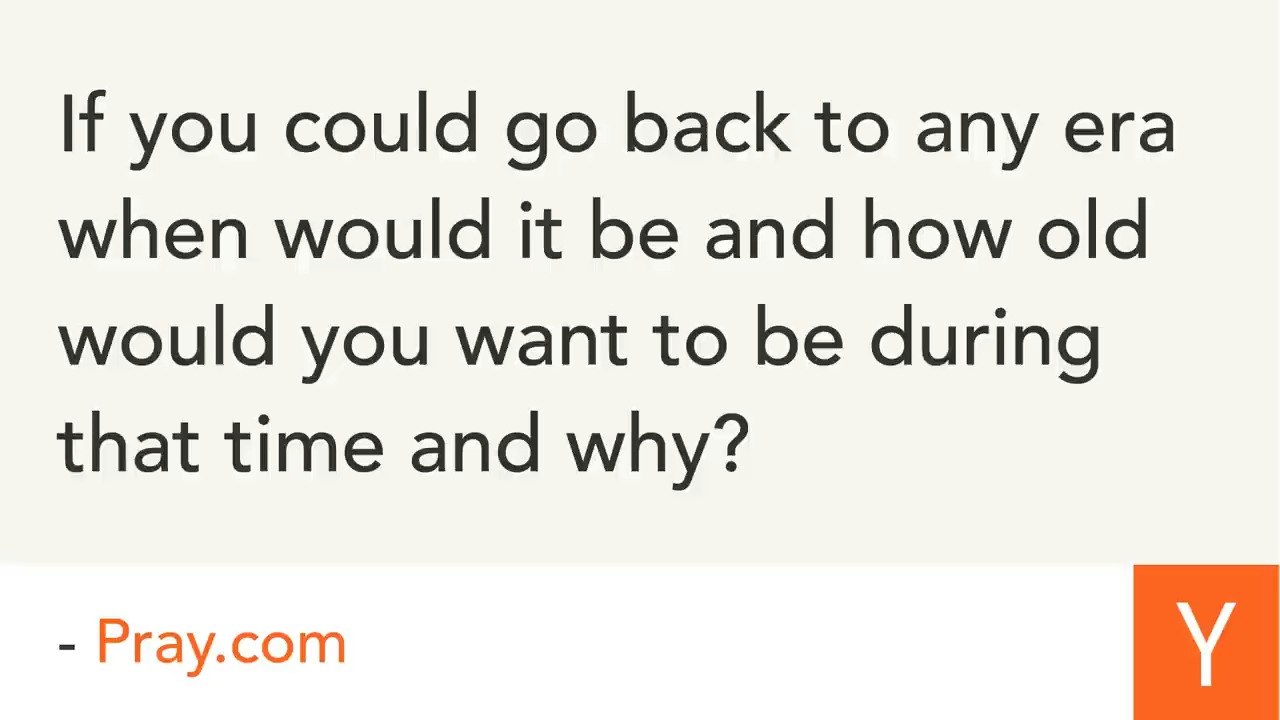 If you could go back to any era
when would it be and how old
would you want to be during
that time and why?
- Pray.com
Y